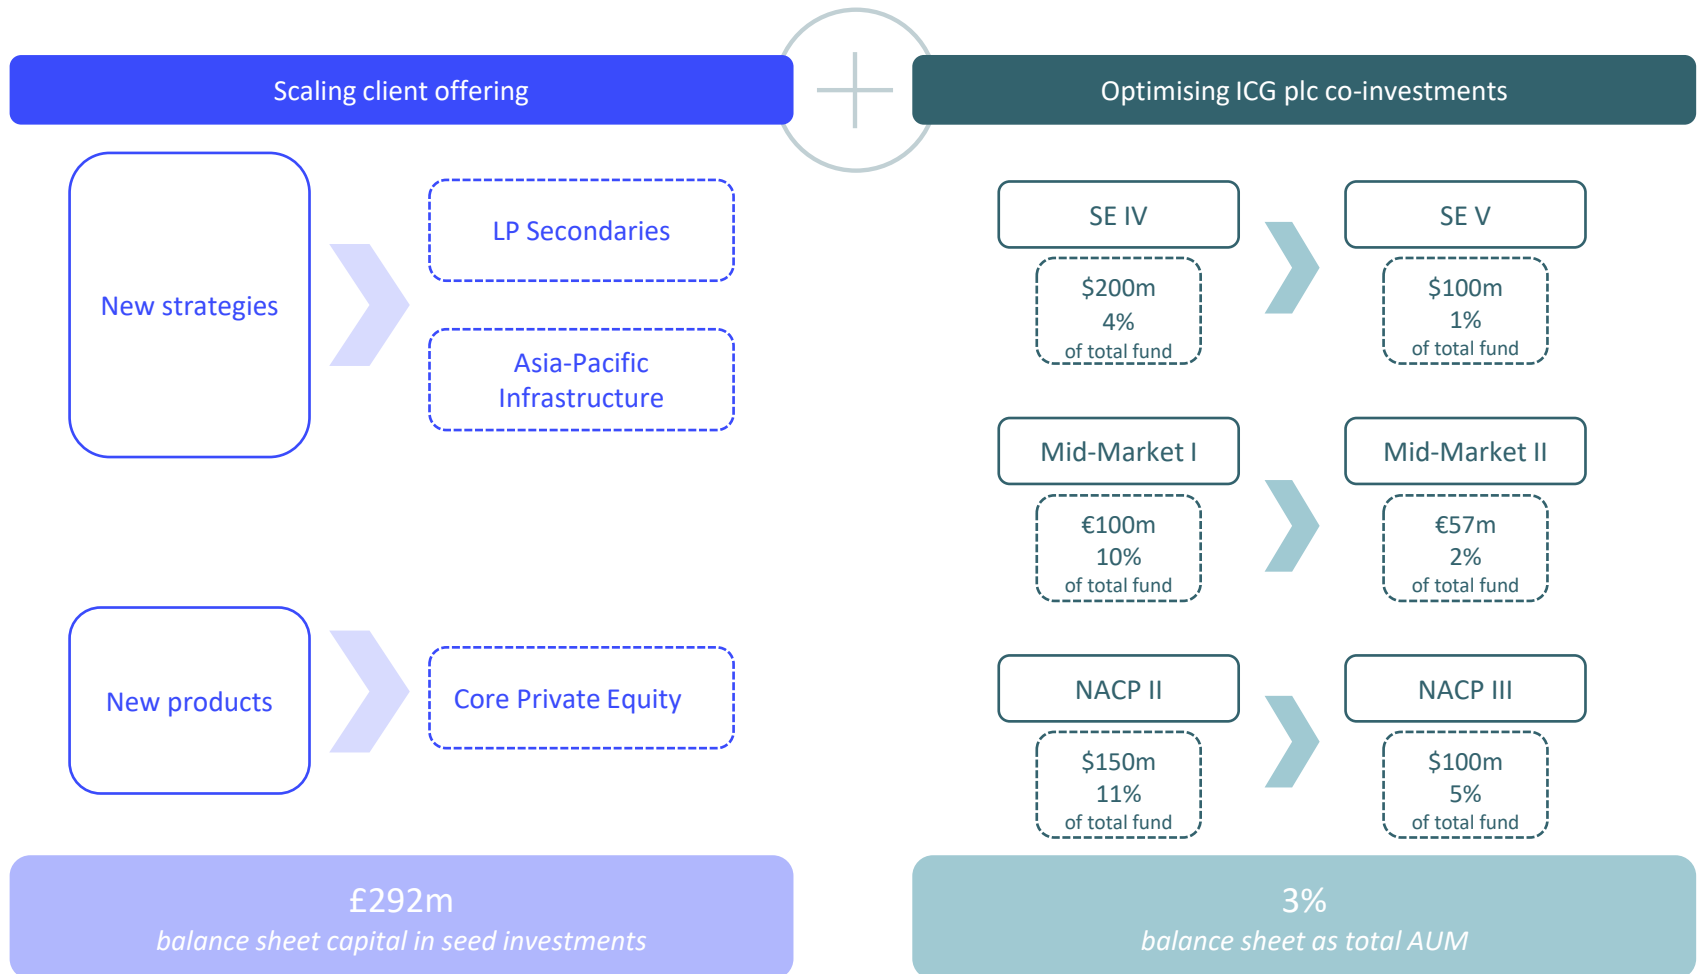 Scaling client offering
New strategies
LP Secondaries
Asia-Pacific
Infrastructure
New products
Core Private Equity
£292m
balance sheet capital in seed investments
Optimising ICG plc co-investments
SE IV
$200m
4%
of total fund
SE V
$100m
1%
of total fund
Mid-Market I
€100m
10%
of total fund
Mid-Market II
€57m
2%
of total fund
NACP II
$150m
11%
of total fund
NACP III
$100m
5%
of total fund
3%
balance sheet as total AUM